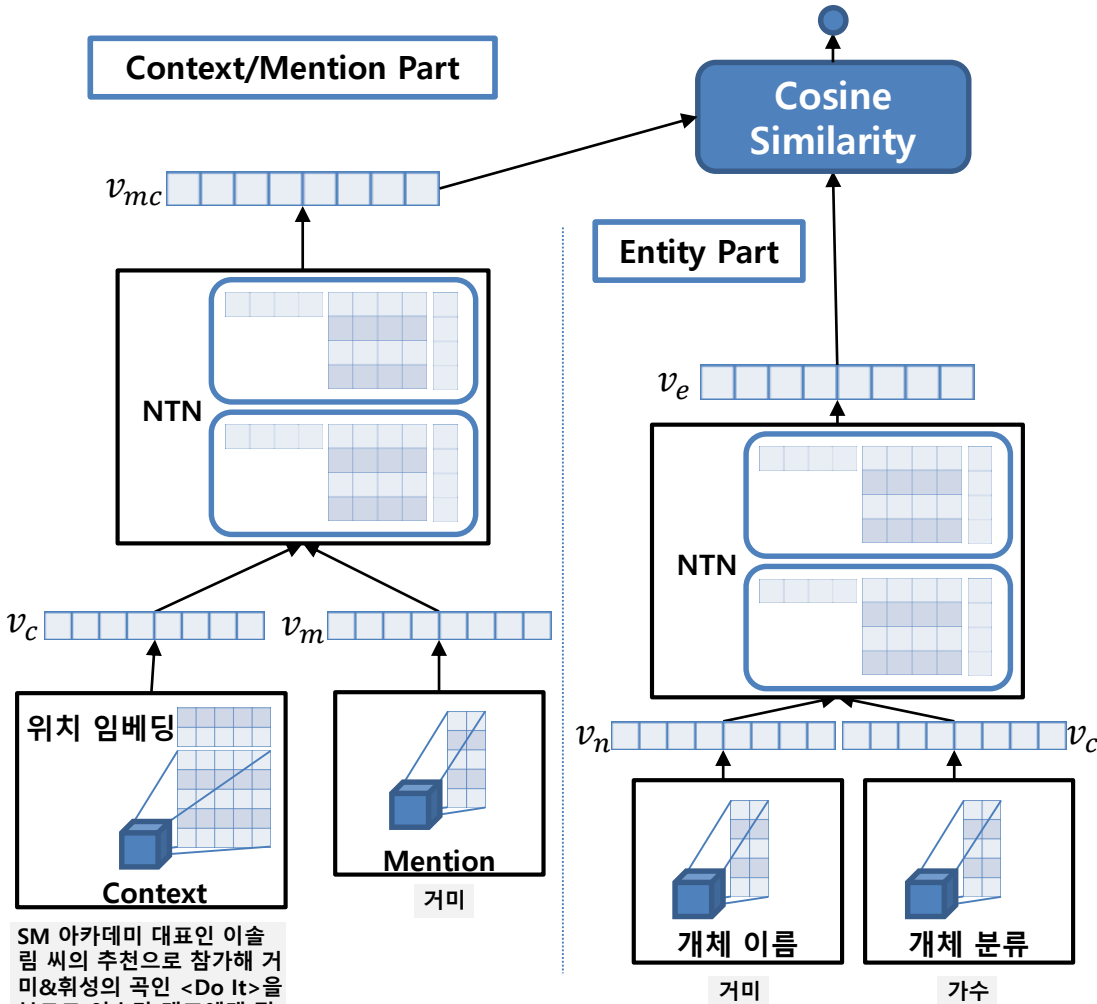 Context/Mention Part
Cosine
Similarity
v_mc
Entity Part
NTN
v_e
NTN
v_c
v_m
위치 임베딩
Context
Mention
거미
SM 아카데미 대표인 이솔
림 씨의 추천으로 참가해 거
미&휘성의 곡인 <Do It>을
v_n
v_c
개체 이름
개체 분류
거미
가수